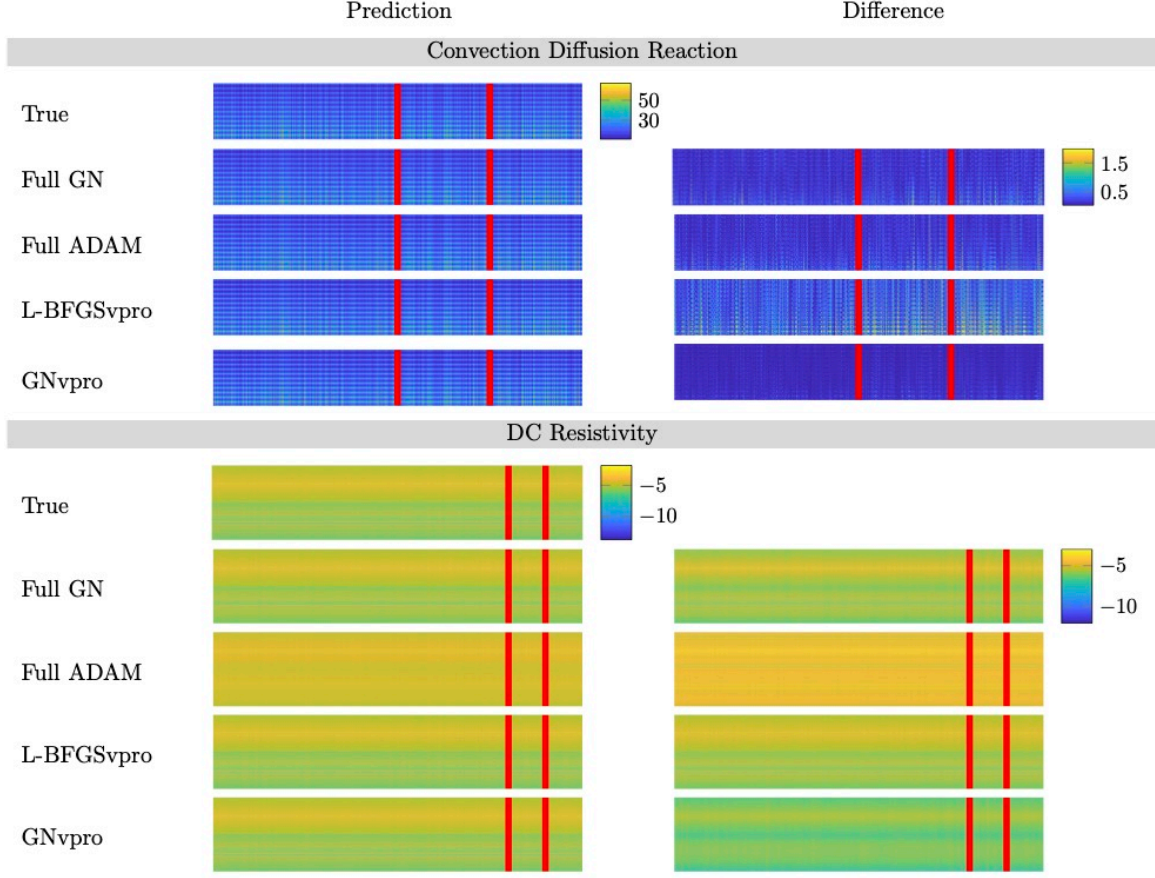 Prediction Difference
Convection Diffusion Reaction
True
50
30
Full GN
1.5
0.5
Full ADAM
L-BFGSvpro
GNvpro
DC Resistivity
True
−5
−10
Full GN
−5
−10
Full ADAM
L-BFGSvpro
GNvpro